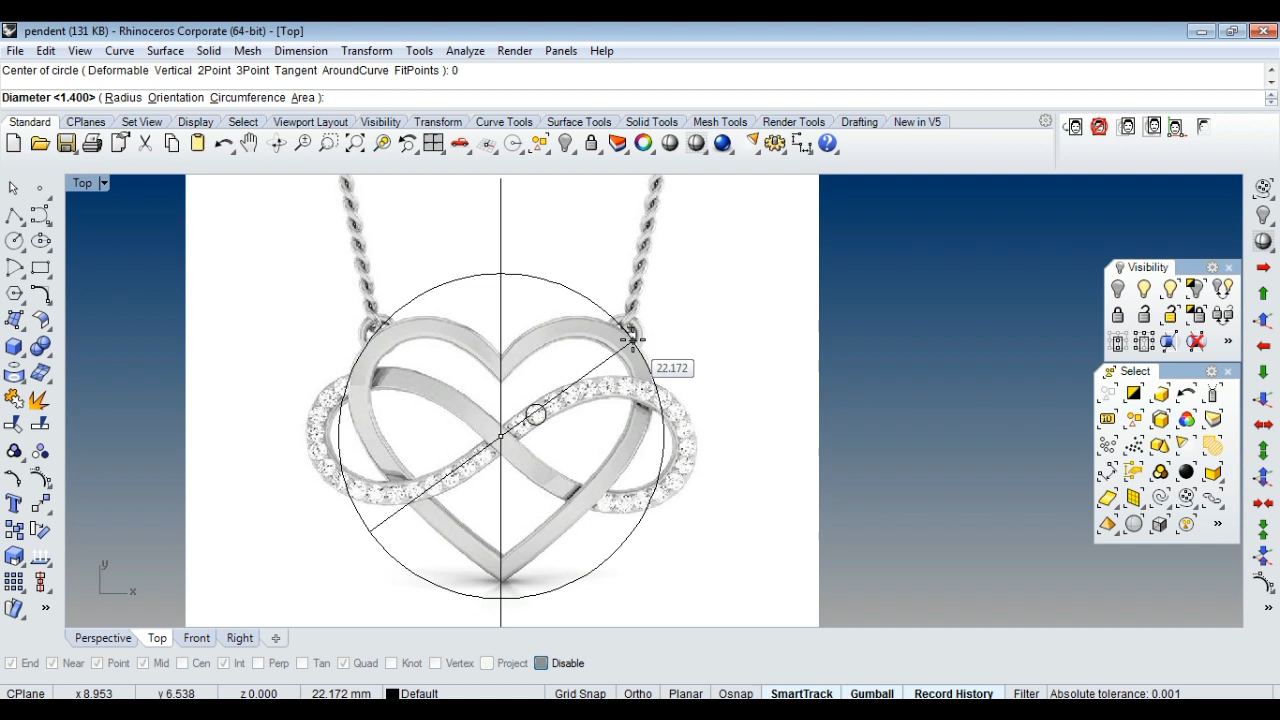 pendent (131 KB) - Rhinoceros Corporate (64-bit) - [Top]
File Edit View Curve Surface Solid Mesh Dimension Transform Tools Analyze Render Panels Help
Center of circle ( Deformable Vertical 2Point 3Point Tangent AroundCurve FitPoints ): 0
Diameter <1.400> ( Radius Orientation Circumference Area ):
Standard CPlanes Set View Display Select Viewport Layout Visibility Transform Curve Tools Surface Tools Solid Tools Mesh Tools Render Tools Drafting New in V5
Top
Visibility
22.172
Select
y
x
Perspective Top Front Right
End Near Point Mid Cen Int Perp Tan Quad Knot Vertex Project Disable
CPlane x 8.953 y 6.538 z 0.000 22.172 mm Default Grid Snap Ortho Planar Osnap SmartTrack Gumball Record History Filter Absolute tolerance: 0.001